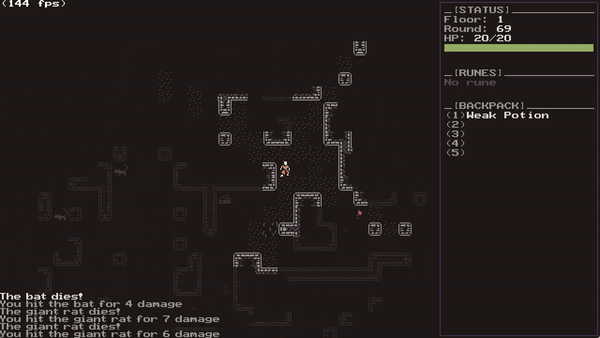 (144 fps)
[STATUS]
Floor: 1
Round: 69
HP: 20/20
[RUNES]
No rune
[BACKPACK]
(1)Weak Potion
(2)
(3)
(4)
(5)
The bat dies!
You hit the bat for 4 damage
The giant rat dies!
You hit the giant rat for 7 damage
The giant rat dies!
You hit the giant rat for 6 damage